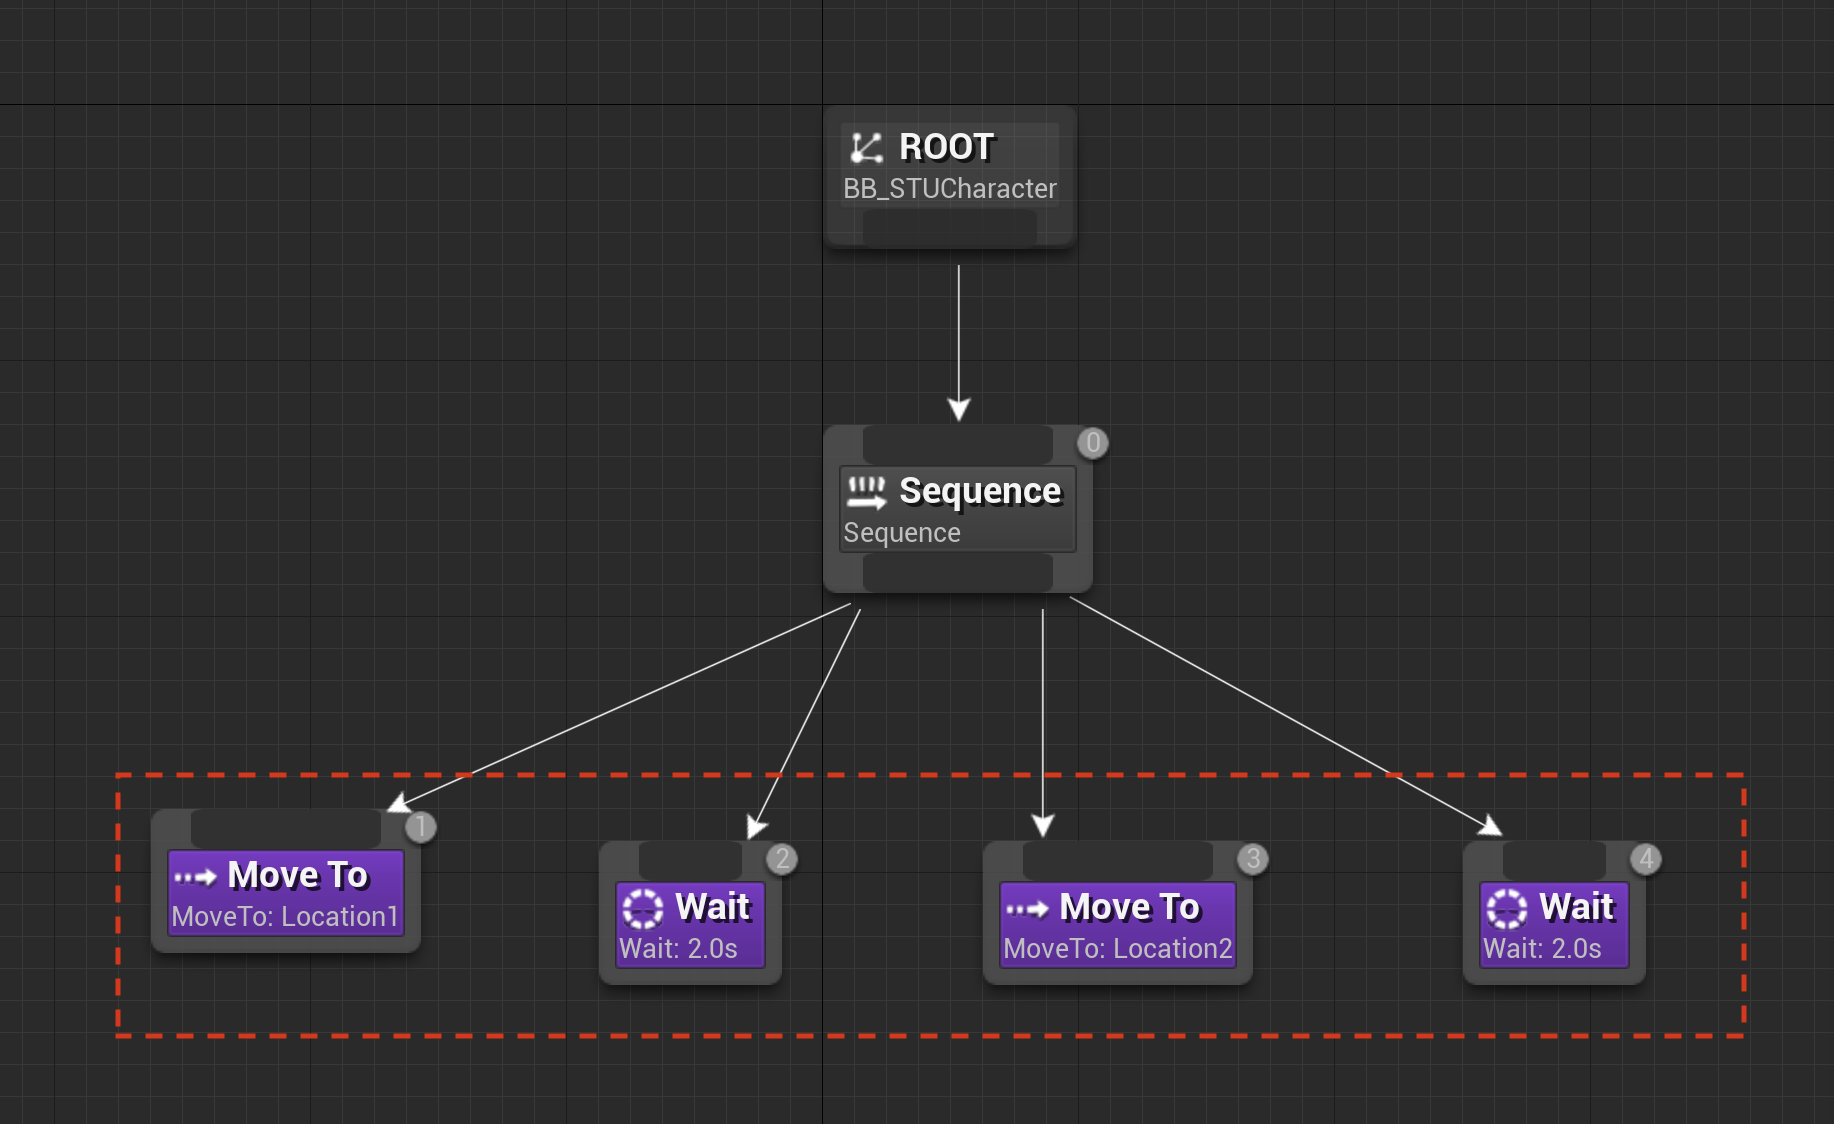 ROOT
BB_STUCharacter
0
Sequence
Sequence
1
Move To
MoveTo: Location1
2
Wait
Wait: 2.0s
3
Move To
MoveTo: Location2
4
Wait
Wait: 2.0s